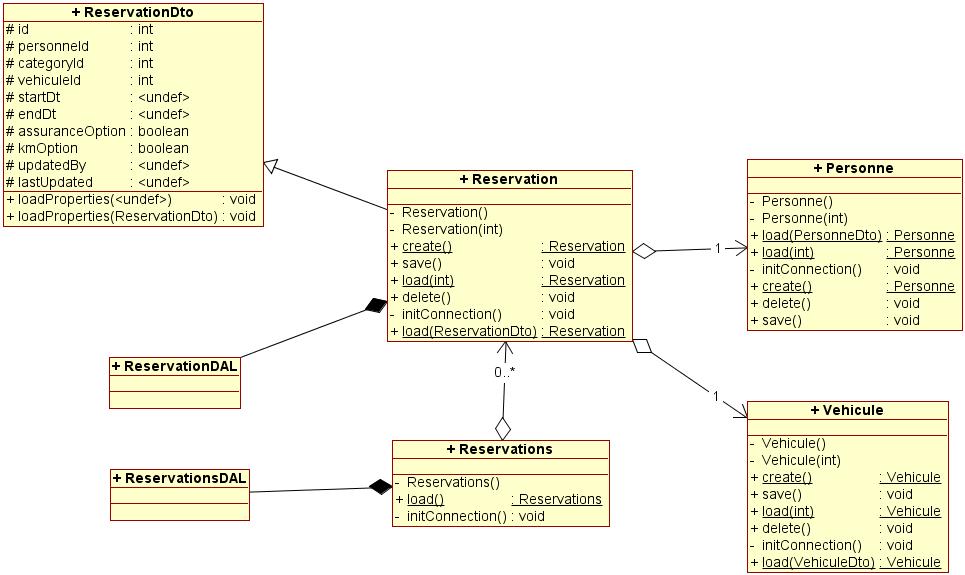 + ReservationDto
# id : int
# personneId : int
# categoryId : int
# vehiculeId : int
# startDt : <undef>
# endDt : <undef>
# assuranceOption : boolean
# kmOption : boolean
# updatedBy : <undef>
# lastUpdated : <undef>
+ loadProperties(<undef>) : void
+ loadProperties(ReservationDto) : void
+ Reservation
- Reservation()
- Reservation(int)
+ create() : Reservation
+ save() : void
+ load(int) : Reservation
+ delete() : void
- initConnection() : void
+ load(ReservationDto) : Reservation
+ Personne
- Personne()
- Personne(int)
+ load(PersonneDto) : Personne
+ load(int) : Personne
- initConnection() : void
+ create() : Personne
+ delete() : void
+ save() : void
1
+ ReservationDAL
0..*
1
+ Vehicule
- Vehicule()
- Vehicule(int)
+ create() : Vehicule
+ save() : void
+ load(int) : Vehicule
+ delete() : void
- initConnection() : void
+ load(VehiculeDto) : Vehicule
+ Reservations
- Reservations()
+ load() : Reservations
- initConnection() : void
+ ReservationsDAL